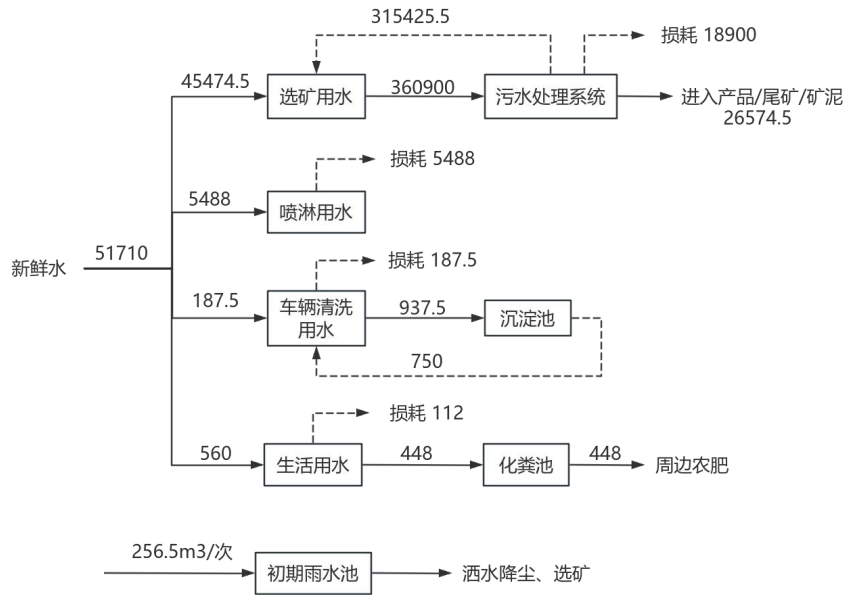 315425.5
损耗 18900
45474.5
选矿用水
360900
污水处理系统
进入产品/尾矿/矿泥
26574.5
损耗 5488
5488
喷淋用水
新鲜水
51710
损耗 187.5
187.5
车辆清洗
用水
937.5
沉淀池
750
损耗 112
560
生活用水
448
化粪池
448
周边农肥
256.5m3/次
初期雨水池
洒水降尘、选矿